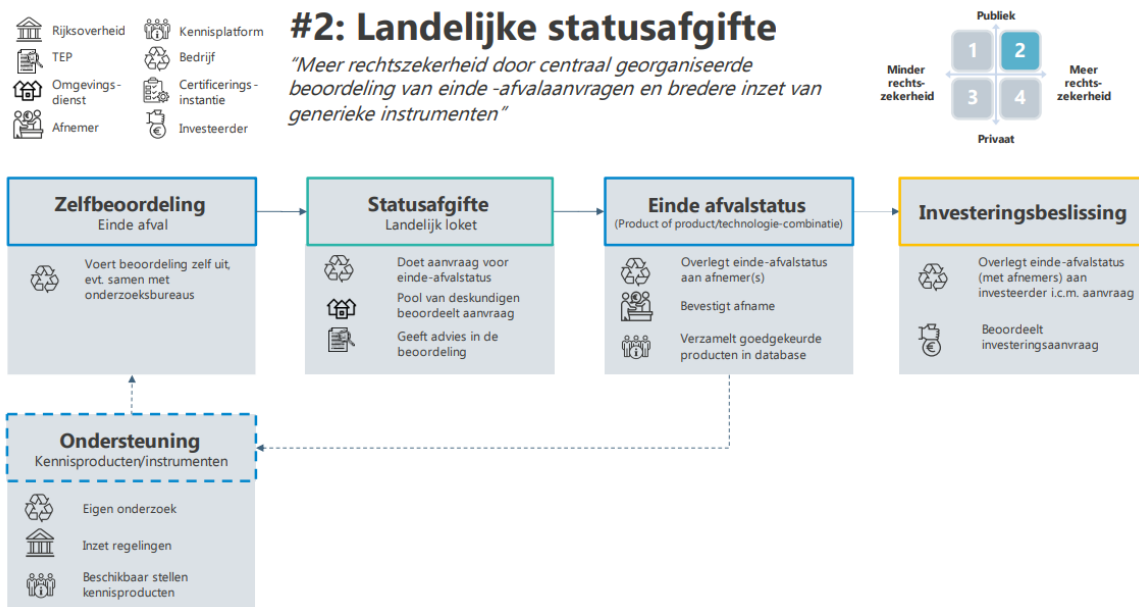 Rijksoverheid
Kennisplatform
TEP
Bedrijf
Omgevings-
dienst
Certificerings-
instantie
Afnemer
Investeerder
#2: Landelijke statusafgifte
"Meer rechtszekerheid door centraal georganiseerde
beoordeling van einde -afvalaanvragen en bredere inzet van
generieke instrumenten"
Publiek
1
2
Minder
rechts-
zekerheid
Meer
rechts-
zekerheid
3
4
Privaat
Zelfbeoordeling
Einde afval
Voert beoordeling zelf uit,
evt. samen met
onderzoeksbureaus
Statusafgifte
Landelijk loket
Doet aanvraag voor
einde-afvalstatus
Pool van deskundigen
beoordeelt aanvraag
Geeft advies in de
beoordeling
Einde afvalstatus
(Product of product/technologie-combinatie)
Overlegt einde-afvalstatus
aan afnemer(s)
Bevestigt afname
Verzamelt goedgekeurde
producten in database
Investeringsbeslissing
Overlegt einde-afvalstatus
(met afnemers) aan
investeerder i.c.m. aanvraag
Beoordeelt
investeringsaanvraag
Ondersteuning
Kennisproducten/instrumenten
Eigen onderzoek
Inzet regelingen
Beschikbaar stellen
kennisproducten